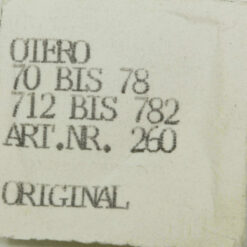 OTERO
70 BIS 78
712 BIS 782
ART.NR. 260
ORIGINAL